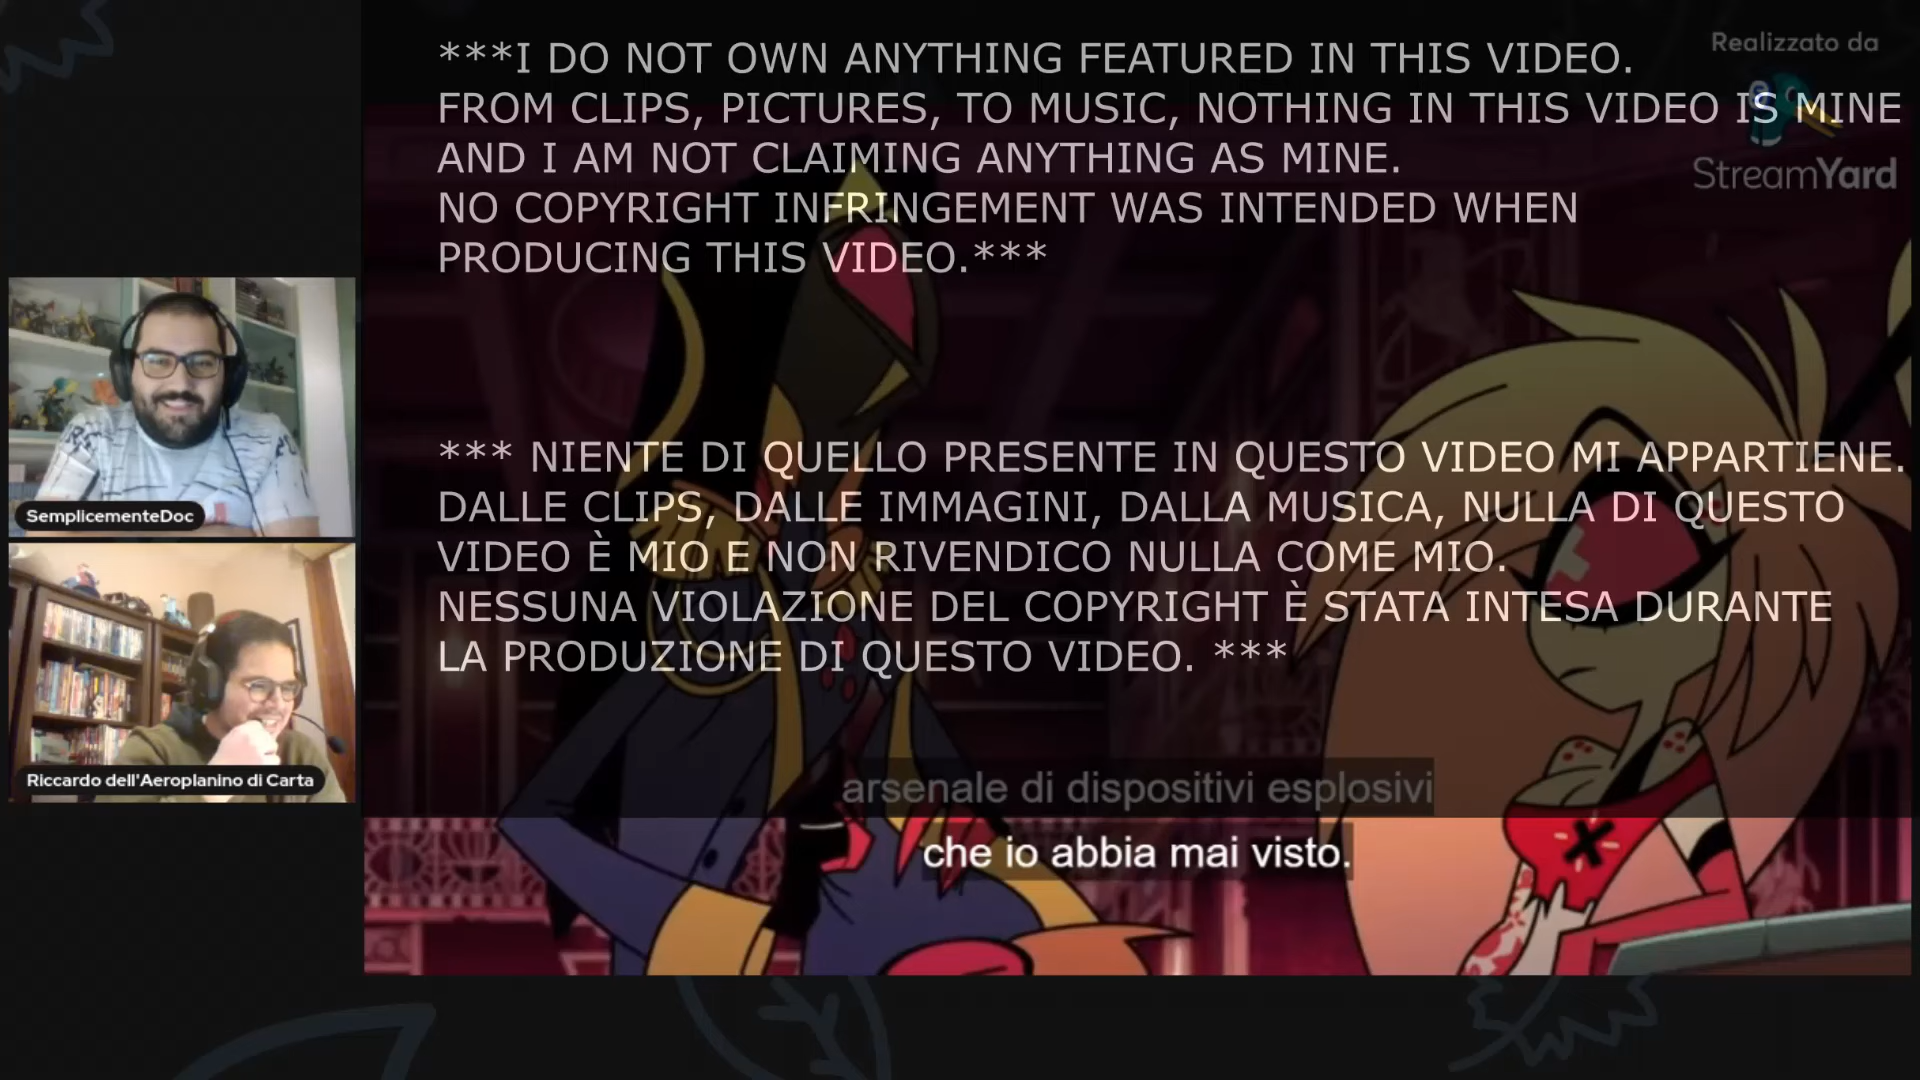 ***I DO NOT OWN ANYTHING FEATURED IN THIS VIDEO.
FROM CLIPS, PICTURES, TO MUSIC, NOTHING IN THIS VIDEO IS MINE
AND I AM NOT CLAIMING ANYTHING AS MINE.
NO COPYRIGHT INFRINGEMENT WAS INTENDED WHEN
PRODUCING THIS VIDEO.***
Realizzato da
StreamYard
*** NIENTE DI QUELLO PRESENTE IN QUESTO VIDEO MI APPARTIENE.
DALLE CLIPS, DALLE IMMAGINI, DALLA MUSICA, NULLA DI QUESTO
VIDEO È MIO E NON RIVENDICO NULLA COME MIO.
NESSUNA VIOLAZIONE DEL COPYRIGHT È STATA INTESA DURANTE
LA PRODUZIONE DI QUESTO VIDEO. ***
SemplicementeDoc
Riccardo dell'Aeroplanino di Carta
arsenale di dispositivi esplosivi
che io abbia mai visto.